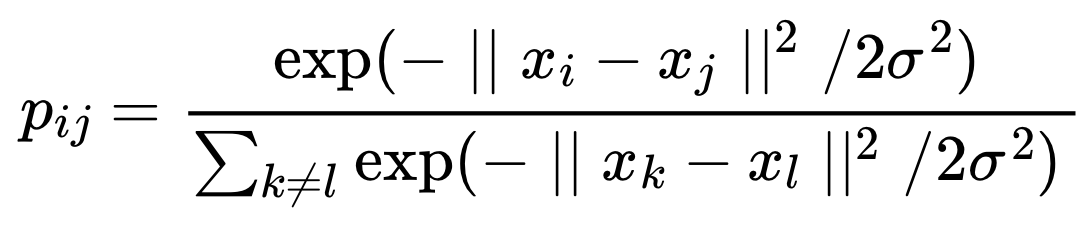 p_{ij} = \frac{\exp(- || x_i - x_j ||^2 / 2\sigma^2)}{\sum_{k \neq l} \exp(- || x_k - x_l ||^2 / 2\sigma^2)}